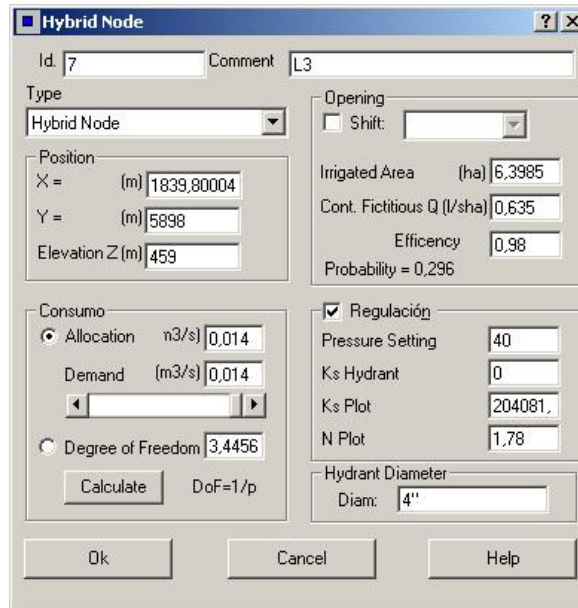 Hybrid Node
Id. 7 Comment L3
Type
Hybrid Node
Position
X = (m) 1839,80004
Y = (m) 5898
Elevation Z (m) 459
Opening
Shift:
Irrigated Area (ha) 6,3985
Cont. Fictitious Q (l/sha) 0,635
Efficency 0,98
Probability = 0,296
Consumo
Allocation n3/s) 0,014
Demand (m3/s) 0,014
Degree of Freedom 3,4456
Calculate DoF=1/p
Regulación
Pressure Setting 40
Ks Hydrant 0
Ks Plot 204081,
N Plot 1,78
Hydrant Diameter
Diam: 4''
Ok Cancel Help